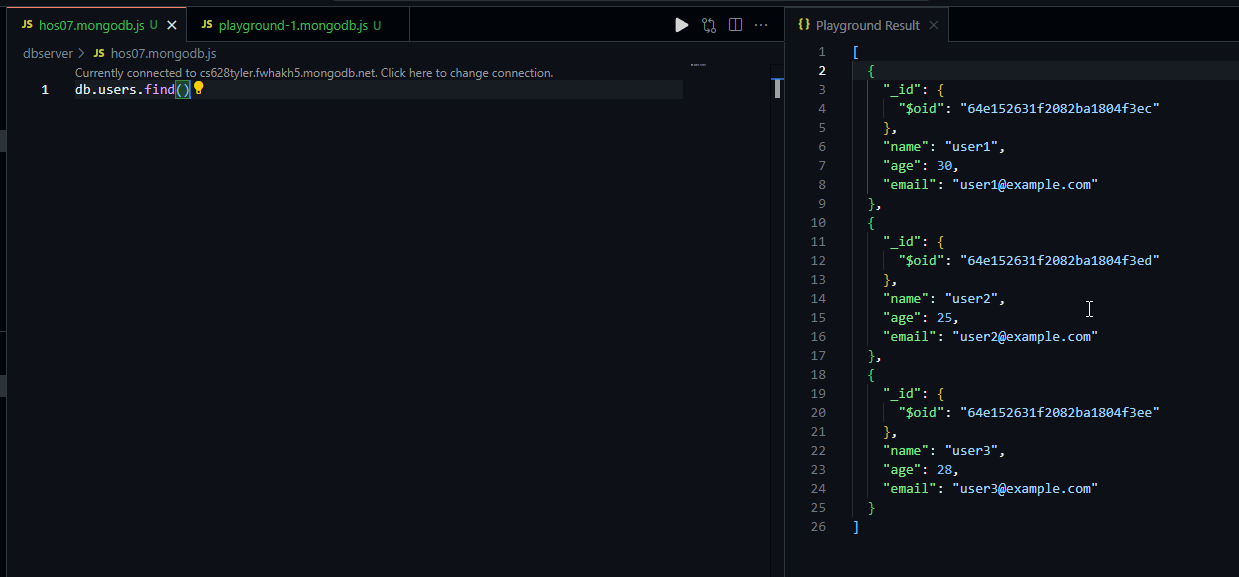 JS hos07.mongodb.js U
JS playground-1.mongodb.js U
dbserver > JS hos07.mongodb.js
Currently connected to cs628tyler.fwhakh5.mongodb.net. Click here to change connection.
1 db.users.find()
{} Playground Result
1 [
2 {
3 "_id": {
4 "$oid": "64e152631f2082ba1804f3ec"
5 },
6 "name": "user1",
7 "age": 30,
8 "email": "user1@example.com"
9 },
10 {
11 "_id": {
12 "$oid": "64e152631f2082ba1804f3ed"
13 },
14 "name": "user2",
15 "age": 25,
16 "email": "user2@example.com"
17 },
18 {
19 "_id": {
20 "$oid": "64e152631f2082ba1804f3ee"
21 },
22 "name": "user3",
23 "age": 28,
24 "email": "user3@example.com"
25 }
26 ]